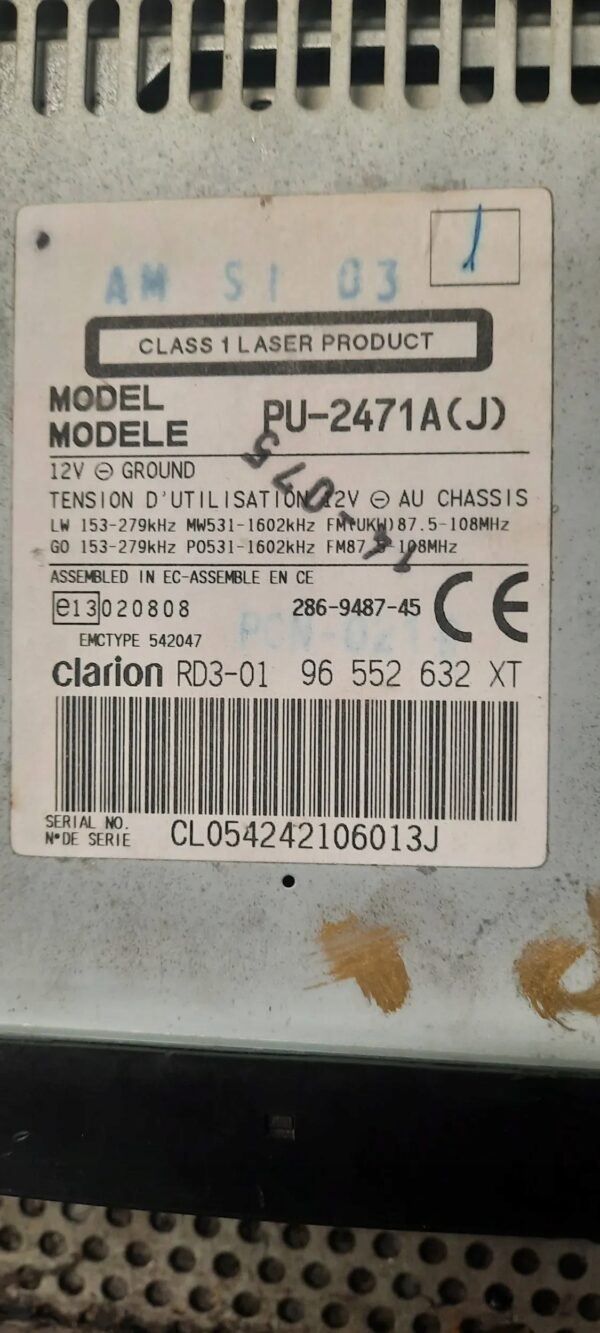 AM 51 03
1
CLASS 1 LASER PRODUCT
MODEL
MODELE
PU-2471A(J)
12V ⊖ GROUND
TENSION D'UTILISATION 12V ⊖ AU CHASSIS
LW 153-279kHz MW531-1602kHz FM(UKW)87.5-108MHz
GO 153-279kHz PO531-1602kHz FM87.5-108MHz
ASSEMBLED IN EC-ASSEMBLE EN CE
e13 020808
286-9487-45
CE
EMCTYPE 542047
clarion RD3-01 96 552 632 XT
SERIAL NO.
N°DE SERIE
CL054242106013J